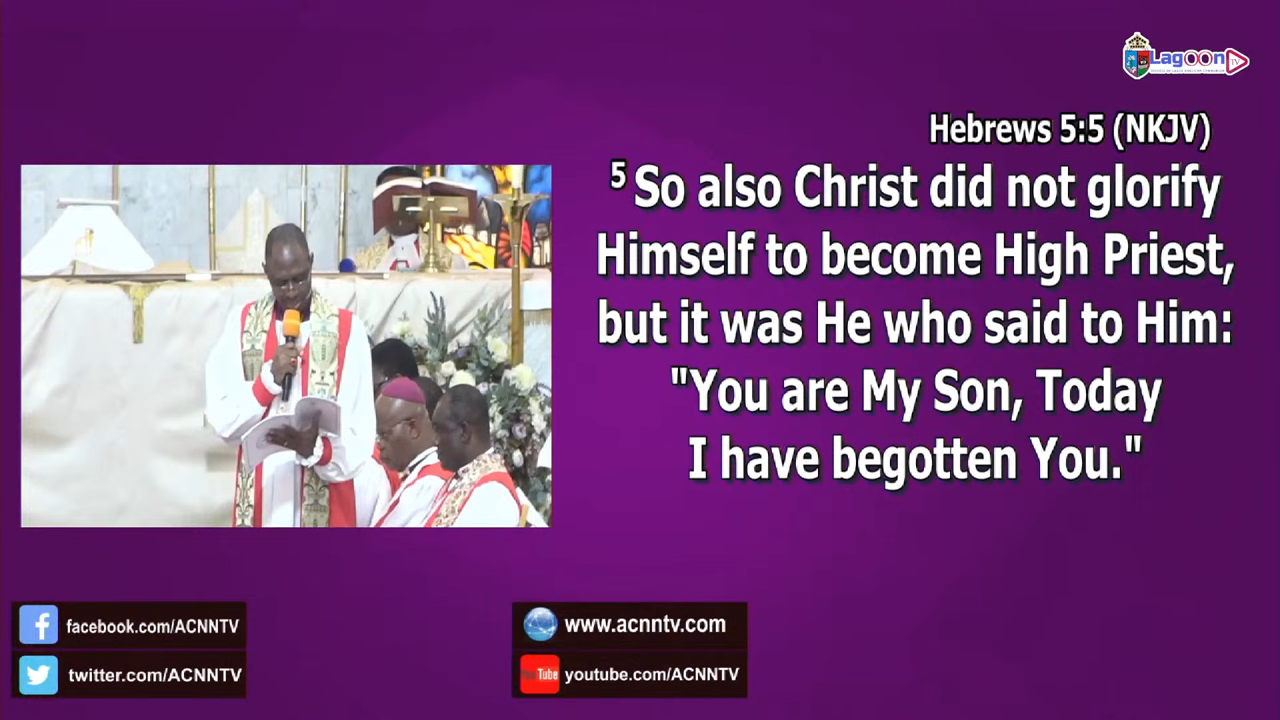 Lagoon TV
Hebrews 5:5 (NKJV)
5 So also Christ did not glorify
Himself to become High Priest,
but it was He who said to Him:
"You are My Son, Today
I have begotten You."
facebook.com/ACNNTV
twitter.com/ACNNTV
www.acnntv.com
YouTube
youtube.com/ACNNTV